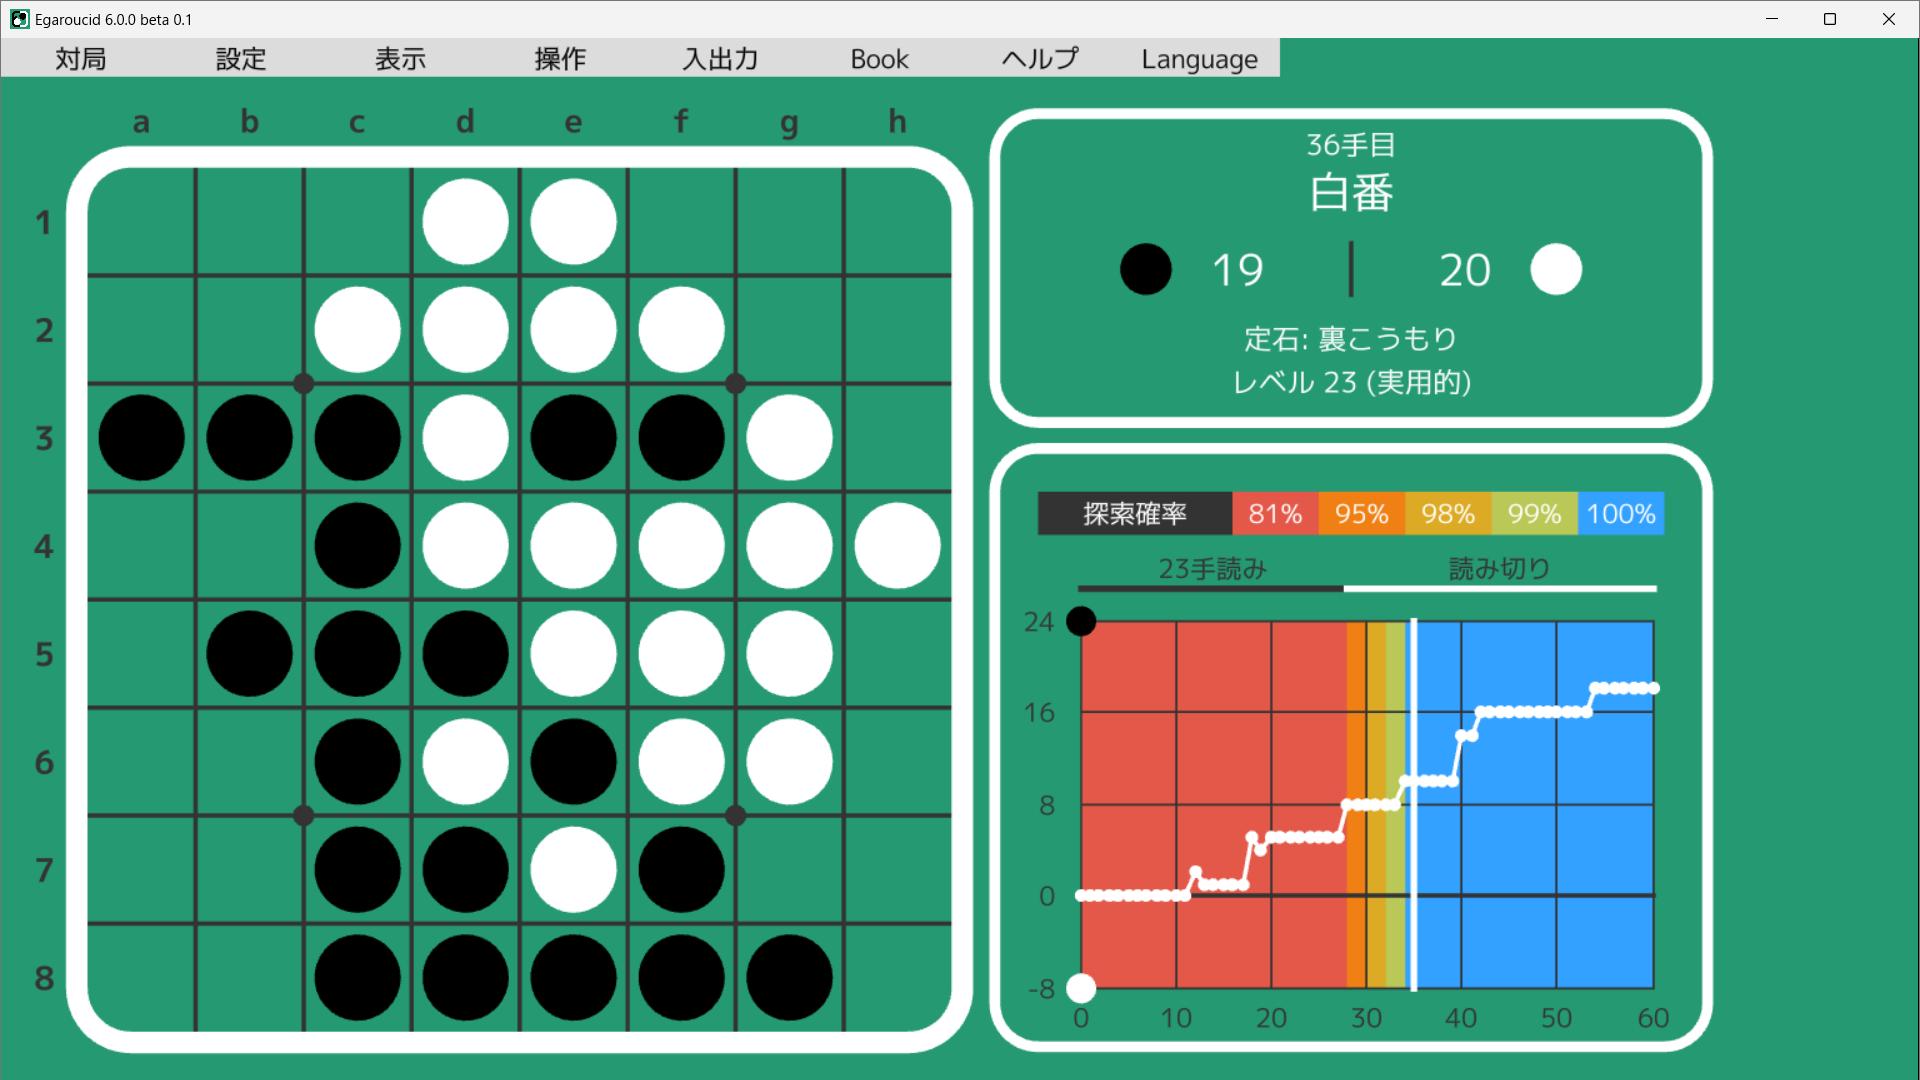 Egaroucid 6.0.0 beta 0.1
対局 設定 表示 操作 入出力 Book ヘルプ Language
a b c d e f g h
1
2
3
4
5
6
7
8
36手目
白番
19 20
定石: 裏こうもり
レベル 23 (実用的)
探索確率 81% 95% 98% 99% 100%
23手読み 読み切り
24
16
8
0
-8
0 10 20 30 40 50 60